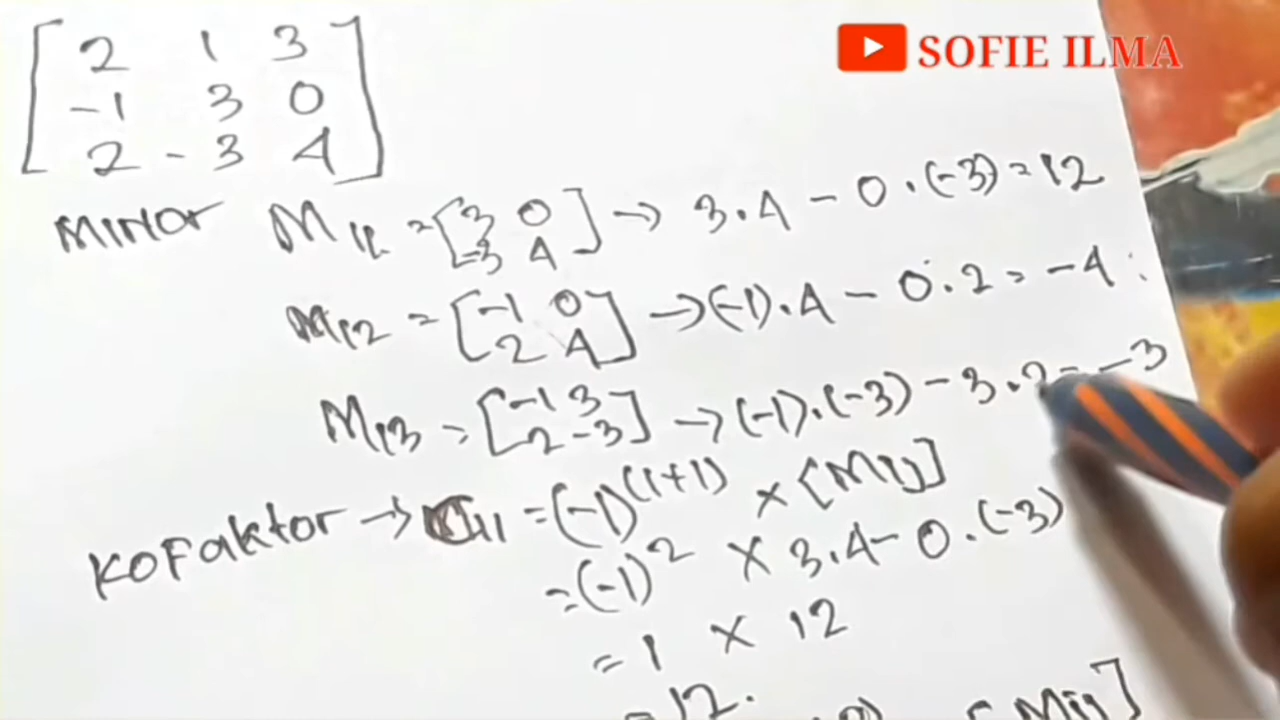 SOFIE ILMA
2 1 3
-1 3 0
2 -3 4
MINOR M11 = [3 0 -3 4] → 3.4 - 0.(-3) = 12
M12 = [-1 0 2 4] → (-1).4 - 0.2 = -4
M13 = [-1 3 2 -3] → (-1).(-3) - 3.2 = -3
KOFaktor → C11 = (-1)^(1+1) × [Mij]
= (-1)^2 × 3.4 - 0.(-3)
= 1 × 12
= 12.
[Mij]